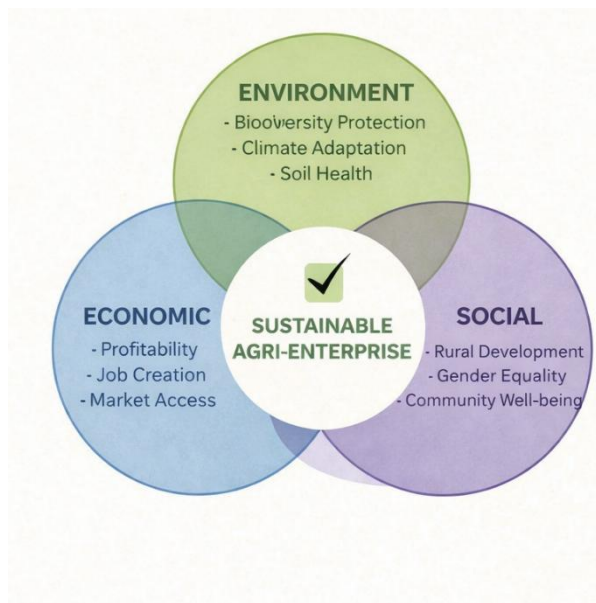 ENVIRONMENT
- Biooversity Protection
- Climate Adaptation
- Soil Health
ECONOMIC
- Profitability
- Job Creation
- Market Access
SUSTAINABLE
AGRI-ENTERPRISE
SOCIAL
- Rural Development
- Gender Equality
- Community Well-being